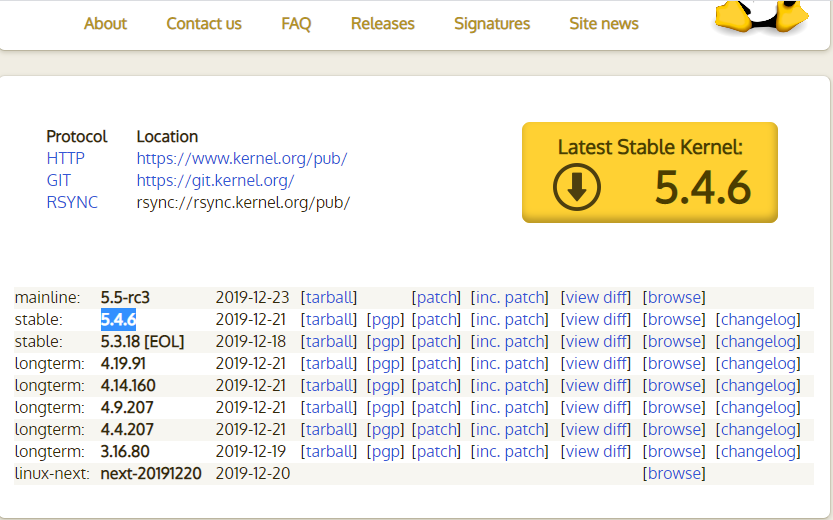 About Contact us FAQ Releases Signatures Site news
Protocol Location
HTTP https://www.kernel.org/pub/
GIT https://git.kernel.org/
RSYNC rsync://rsync.kernel.org/pub/
Latest Stable Kernel:
5.4.6
mainline: 5.5-rc3 2019-12-23 [tarball] [patch] [inc. patch] [view diff] [browse]
stable: 5.4.6 2019-12-21 [tarball] [pgp] [patch] [inc. patch] [view diff] [browse] [changelog]
stable: 5.3.18 [EOL] 2019-12-18 [tarball] [pgp] [patch] [inc. patch] [view diff] [browse] [changelog]
longterm: 4.19.91 2019-12-21 [tarball] [pgp] [patch] [inc. patch] [view diff] [browse] [changelog]
longterm: 4.14.160 2019-12-21 [tarball] [pgp] [patch] [inc. patch] [view diff] [browse] [changelog]
longterm: 4.9.207 2019-12-21 [tarball] [pgp] [patch] [inc. patch] [view diff] [browse] [changelog]
longterm: 4.4.207 2019-12-21 [tarball] [pgp] [patch] [inc. patch] [view diff] [browse] [changelog]
longterm: 3.16.80 2019-12-19 [tarball] [pgp] [patch] [inc. patch] [view diff] [browse] [changelog]
linux-next: next-20191220 2019-12-20 [browse]